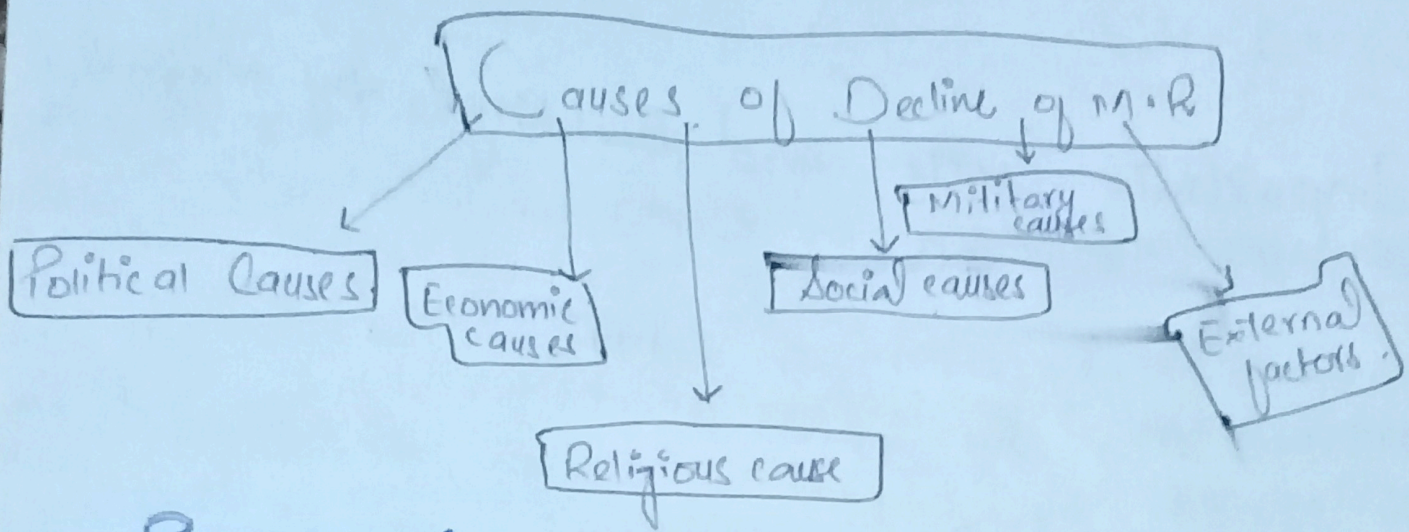 Causes of Decline of M.R
Military
causes
Political Causes
Economic
causes
Social causes
External
factors.
Religious cause